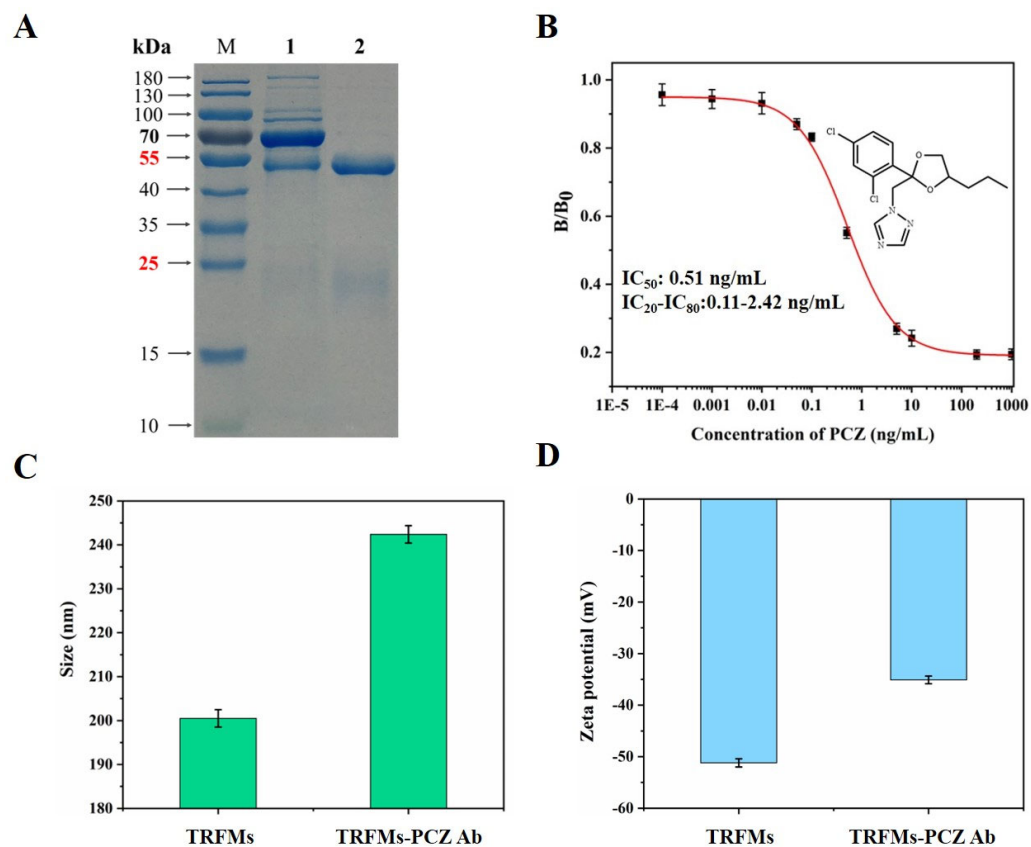 A
kDa M 1 2
180
130
100
70
55
40
35
25
15
10
B
B/B0
1.0
0.8
0.6
0.4
0.2
Cl
Cl
O
O
N
N
N
IC50: 0.51 ng/mL
IC20-IC80:0.11-2.42 ng/mL
1E-5 1E-4 0.001 0.01 0.1 1 10 100 1000
Concentration of PCZ (ng/mL)
C
Size (nm)
250
240
230
220
210
200
190
180
TRFMs TRFMs-PCZ Ab
D
Zeta potential (mV)
0
-10
-20
-30
-40
-50
-60
TRFMs TRFMs-PCZ Ab